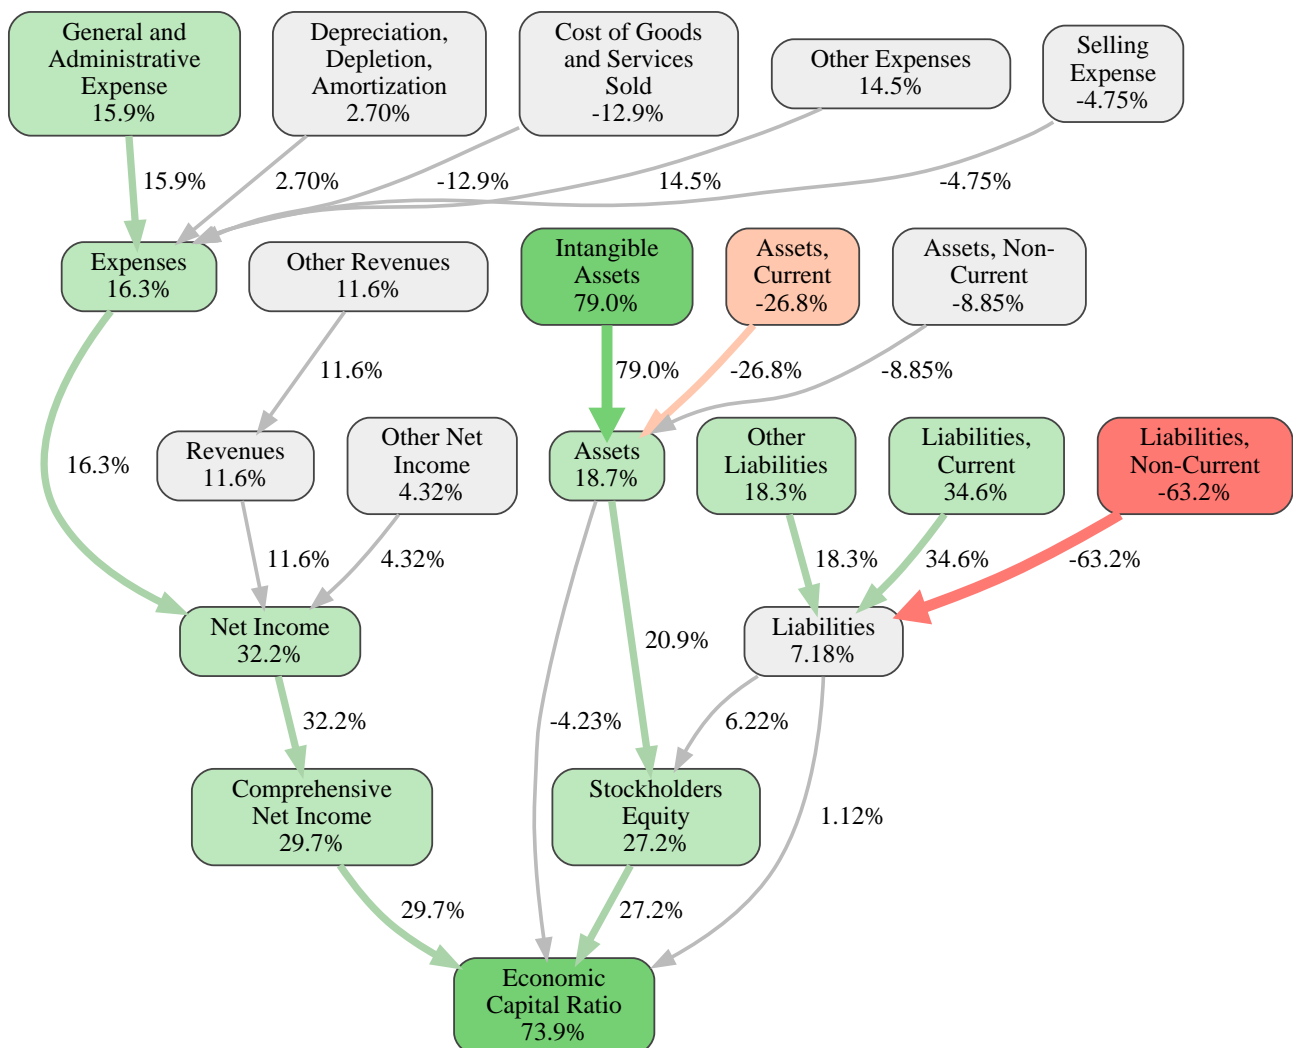 General and
Administrative
Expense
15.9%
Depreciation,
Depletion,
Amortization
2.70%
Cost of Goods
and Services
Sold
-12.9%
Other Expenses
14.5%
Selling
Expense
-4.75%
15.9%
2.70%
-12.9%
14.5%
-4.75%
Expenses
16.3%
Other Revenues
11.6%
Intangible
Assets
79.0%
Assets,
Current
-26.8%
Assets, Non-
Current
-8.85%
11.6%
79.0%
-26.8%
-8.85%
16.3%
Revenues
11.6%
Other Net
Income
4.32%
Assets
18.7%
Other
Liabilities
18.3%
Liabilities,
Current
34.6%
Liabilities,
Non-Current
-63.2%
11.6%
4.32%
18.3%
34.6%
-63.2%
Net Income
32.2%
20.9%
Liabilities
7.18%
32.2%
-4.23%
6.22%
Comprehensive
Net Income
29.7%
Stockholders
Equity
27.2%
1.12%
29.7%
27.2%
Economic
Capital Ratio
73.9%